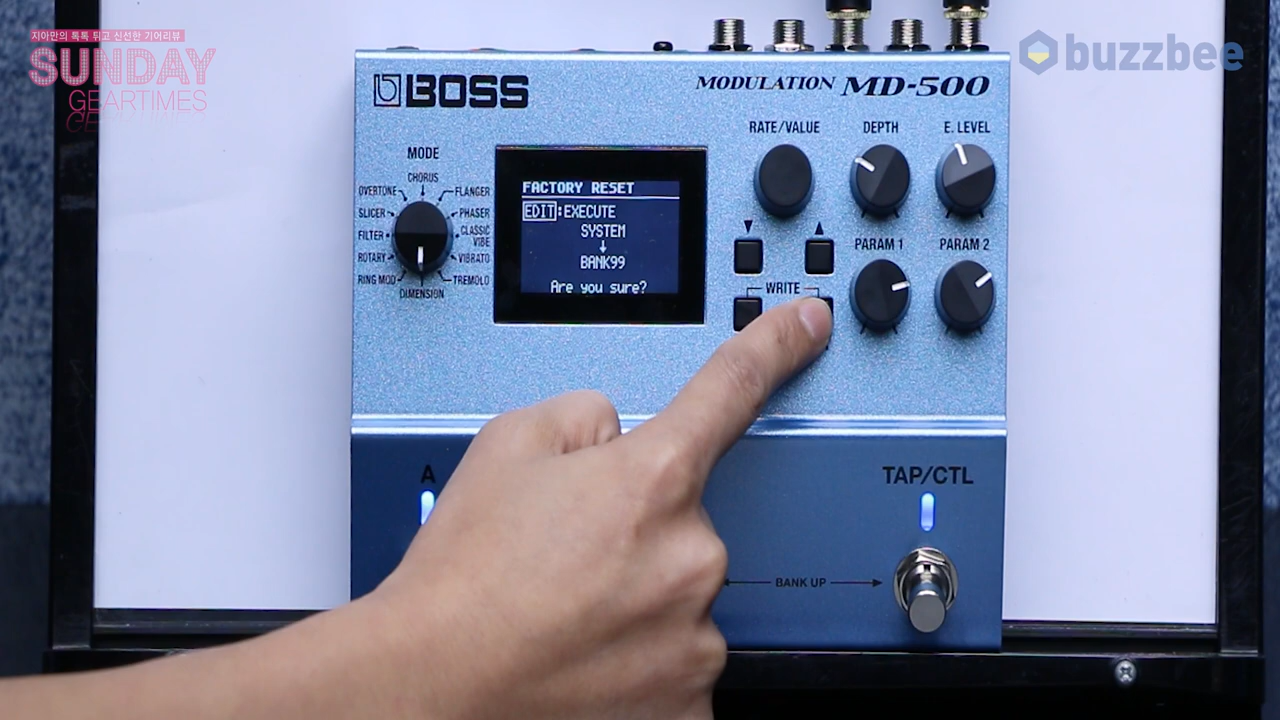 지아만의 톡톡 튀고 신선한 기어리뷰
SUNDAY
GEARTIMES
buzzbee
BOSS
MODULATION MD-500
MODE
CHORUS
OVERTONE
FLANGER
SLICER
PHASER
FILTER
CLASSIC
VIBE
ROTARY
VIBRATO
RING MOD
TREMOLO
DIMENSION
FACTORY RESET
EDIT:EXECUTE
SYSTEM
↓
BANK99
Are you sure?
RATE/VALUE
DEPTH
E. LEVEL
PARAM 1
PARAM 2
WRITE
A
TAP/CTL
BANK UP